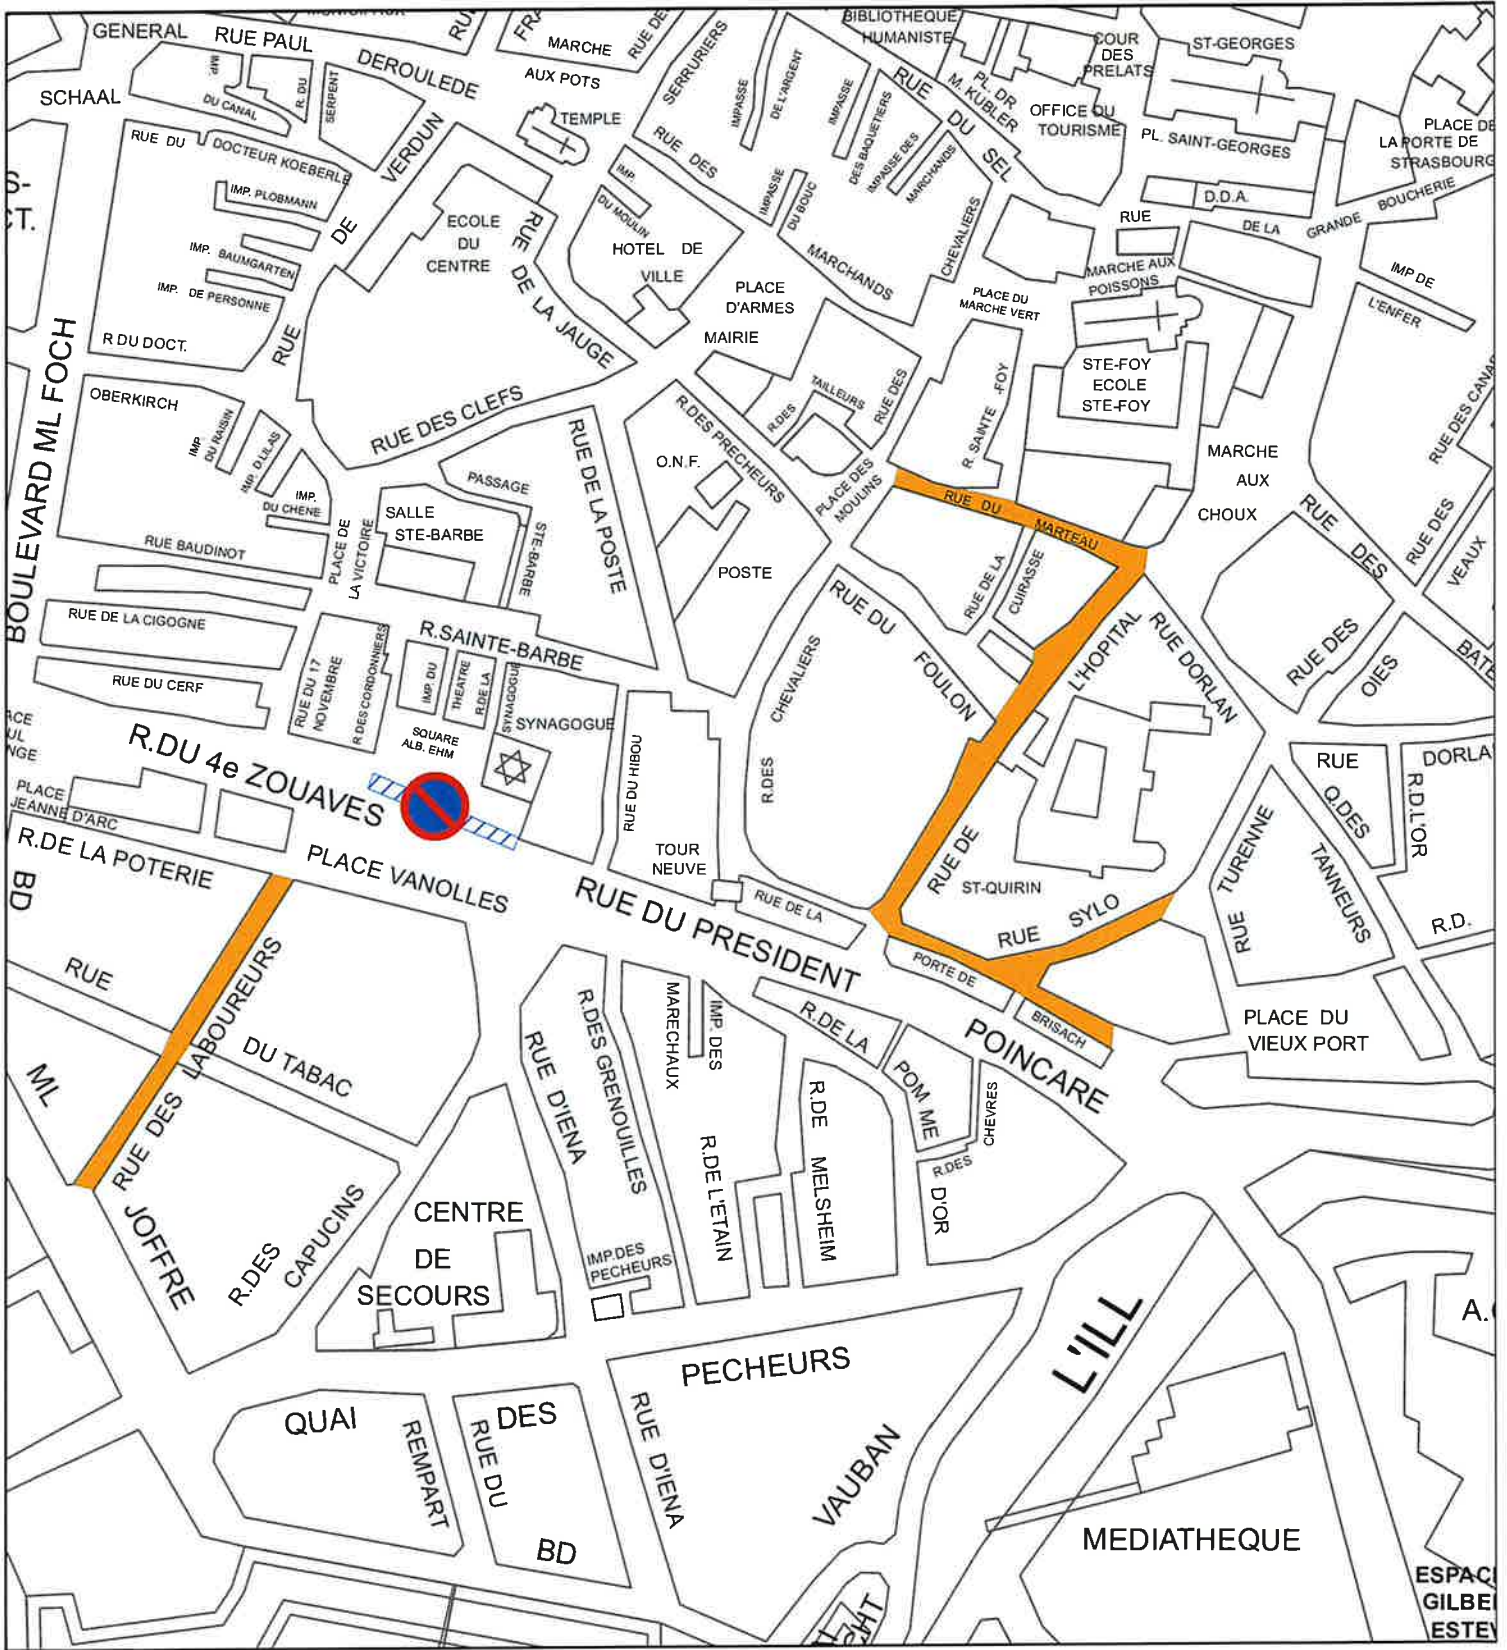 GENERAL
RUE PAUL
DEROULEDE
SCHAAL
IMP.
DU CANAL
R. DU
SERPENT
MARCHE
AUX POTS
TEMPLE
SERRURIERS
RUE DES
IMPASSE
DE L'ARGENT
IMPASSE
DES BAQUETIERS
IMPASSE DES
MARCHANDS
IMPASSE
DU BOUC
BIBLIOTHEQUE
HUMANISTE
RUE
DU
SEL
PL. DR
M. KUBLER
COUR
DES
PRELATS
OFFICE DU
TOURISME
ST-GEORGES
PL. SAINT-GEORGES
PLACE DE
LA PORTE DE
STRASBOURG
D.D.A.
RUE
DE LA
GRANDE
BOUCHERIE
RUE DU
DOCTEUR KOEBERLE
IMP. PLOBMANN
IMP. BAUMGARTEN
IMP. DE PERSONNE
R DU DOCT.
OBERKIRCH
RUE
DE
VERDUN
ECOLE
DU
CENTRE
RUE
DE LA JAUGE
IMP.
DU MOULIN
HOTEL DE
VILLE
PLACE
D'ARMES
MAIRIE
MARCHANDS
CHEVALIERS
PLACE DU
MARCHE VERT
MARCHE AUX
POISSONS
STE-FOY
ECOLE
STE-FOY
IMP DE
L'ENFER
BOULEVARD ML FOCH
IMP
DU RAISIN
IMP. D.LILAS
IMP.
DU CHENE
RUE DES CLEFS
RUE DE LA POSTE
PASSAGE
STE-BARBE
SALLE
STE-BARBE
R.DES PRECHEURS
O.N.F.
POSTE
R.DES
TAILLEURS
RUE DES
PLACE DES
MOULINS
R. SAINTE -FOY
MARCHE
AUX
CHOUX
RUE DES
RUE DES
VEAUX
RUE DU
MARTEAU
RUE DE LA
CUIRASSE
RUE BAUDINOT
PLACE DE
LA VICTOIRE
RUE DE LA CIGOGNE
RUE DU CERF
RUE DU 17
NOVEMBRE
R.DES CORDONNIERS
R.SAINTE-BARBE
IMP. DU
THEATRE
R.DE LA
SYNAGOGUE
SYNAGOGUE
SQUARE
ALB. EHM
RUE DU HIBOU
TOUR
NEUVE
R.DES
CHEVALIERS
RUE DU
FOULON
RUE DE
L'HOPITAL
RUE DORLAN
RUE DES
OIES
RUE
Q.DES
TANNEURS
R.D.L'OR
RUE
TURENNE
R.D.
ST-QUIRIN
RUE
SYLO
R.DU 4e ZOUAVES
PLACE
JEANNE D'ARC
R.DE LA POTERIE
PLACE VANOLLES
RUE DU PRESIDENT
POINCARE
RUE DE LA
PORTE DE
BRISACH
PLACE DU
VIEUX PORT
BD
ML
JOFFRE
RUE
DU TABAC
RUE DES
LABOUREURS
R.DES
CAPUCINS
CENTRE
DE
SECOURS
RUE D'IENA
R.DES GRENOUILLES
MARECHAUX
IMP. DES
R.DE L'ETAIN
IMP.DES
PECHEURS
R.DE LA
POM ME
D'OR
R.DE
MELSHEIM
R.DES
CHEVRES
QUAI
DES
PECHEURS
REMPART
RUE DU
BD
VAUBAN
RUE D'IENA
L'ILL
MEDIATHEQUE